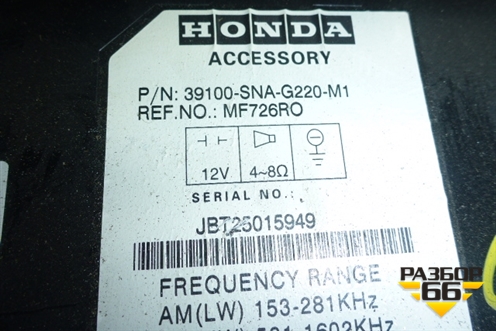 HONDA
ACCESSORY
P/N: 39100-SNA-G220-M1
REF.NO.: MF726RO
12V 4~8Ω
SERIAL NO.:
JBT25015949
FREQUENCY RANGE
AM(LW) 153-281KHz
РАЗБОР
66